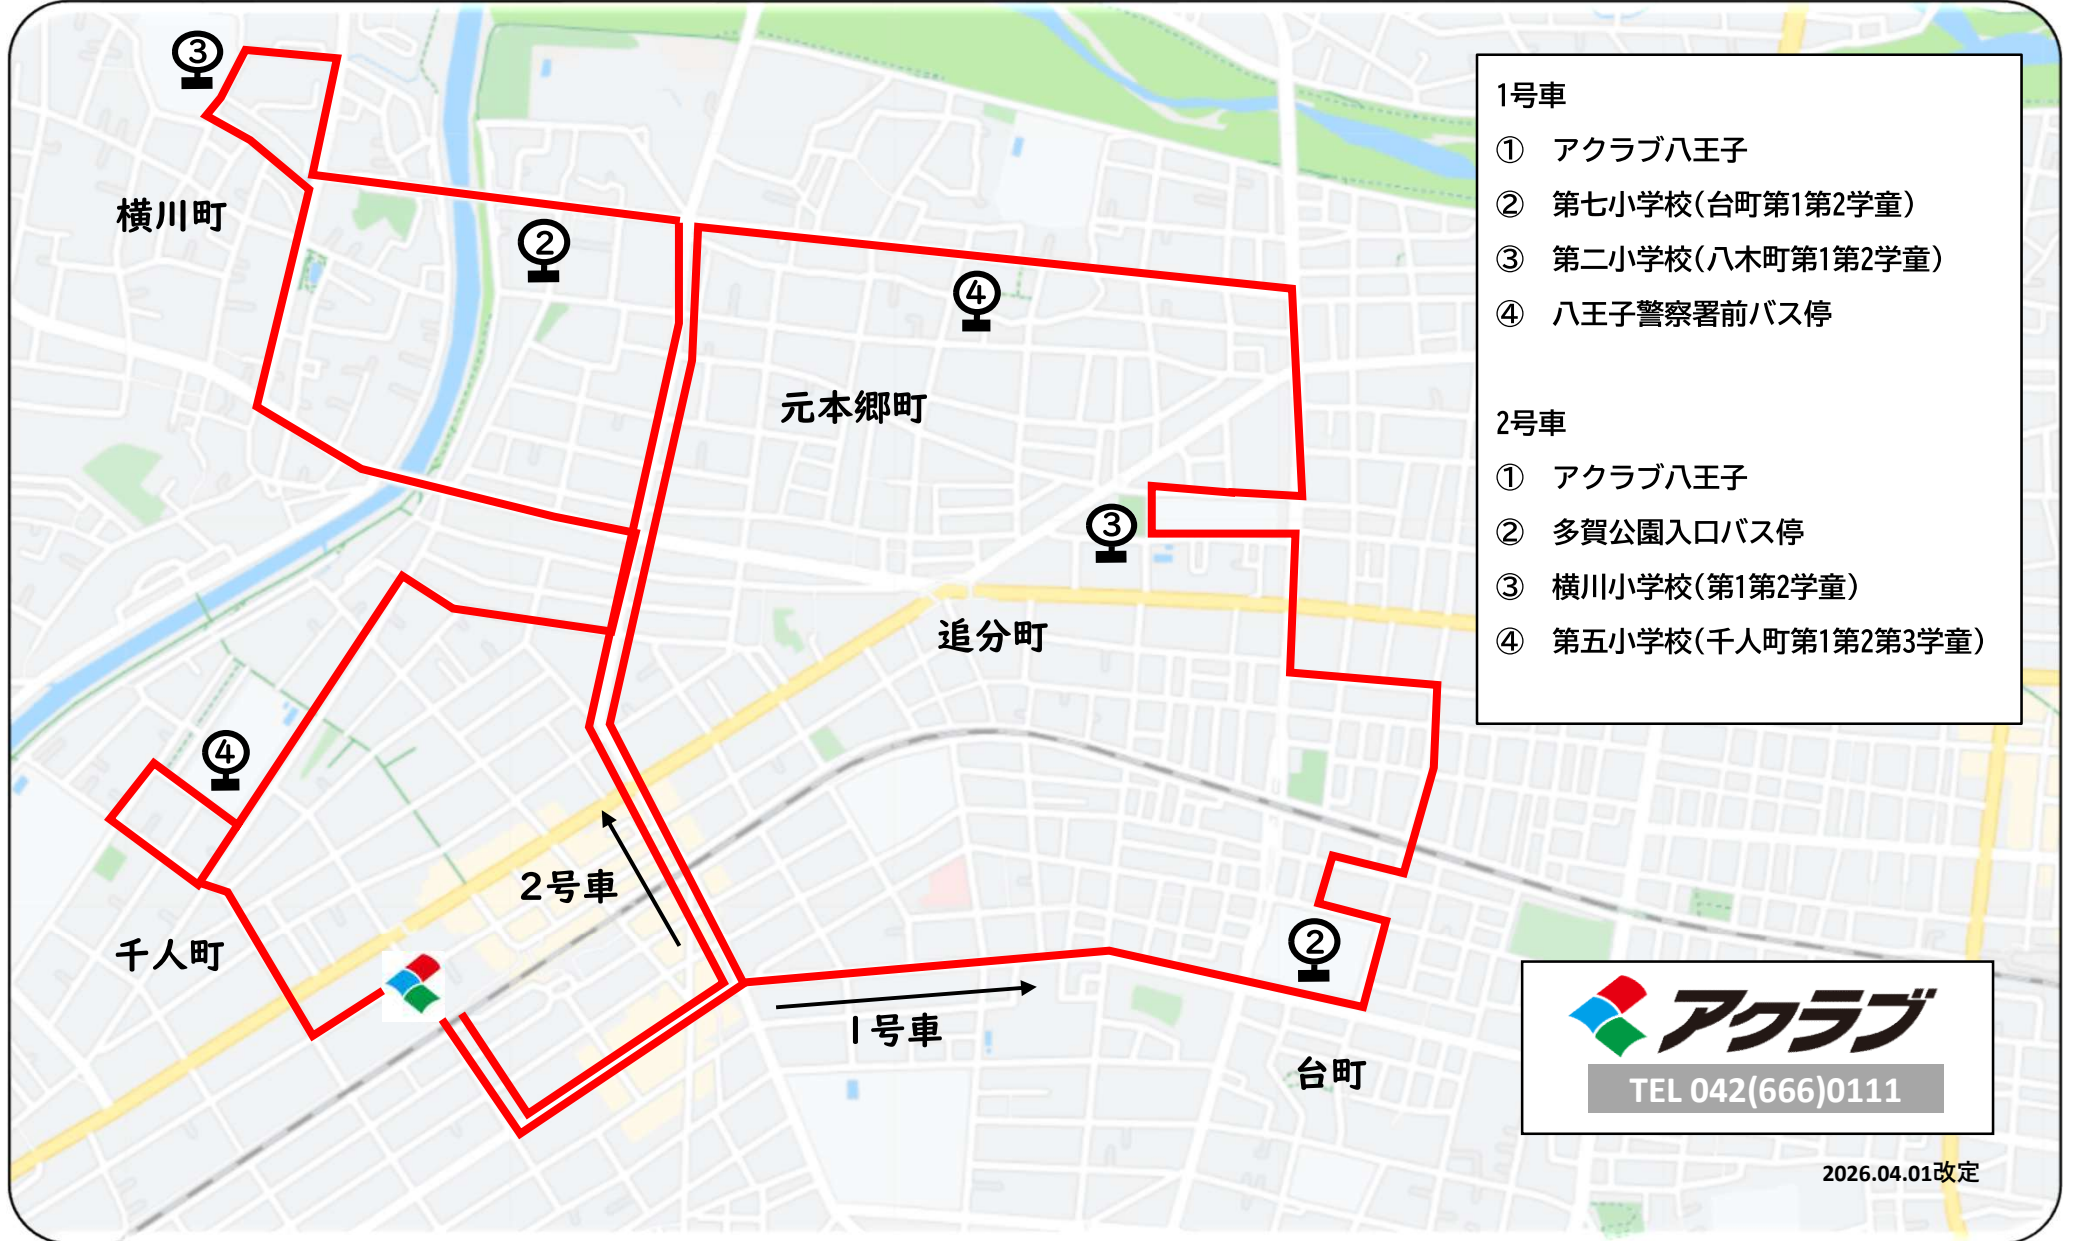 ③
横川町
②
④
元本郷町
③
追分町
④
2号車
千人町
②
1号車
台町
1号車
① アクラブ八王子
② 第七小学校(台町第1第2学童)
③ 第二小学校(八木町第1第2学童)
④ 八王子警察署前バス停
2号車
① アクラブ八王子
② 多賀公園入口バス停
③ 横川小学校(第1第2学童)
④ 第五小学校(千人町第1第2第3学童)
アクラブ
TEL 042(666)0111
2026.04.01改定